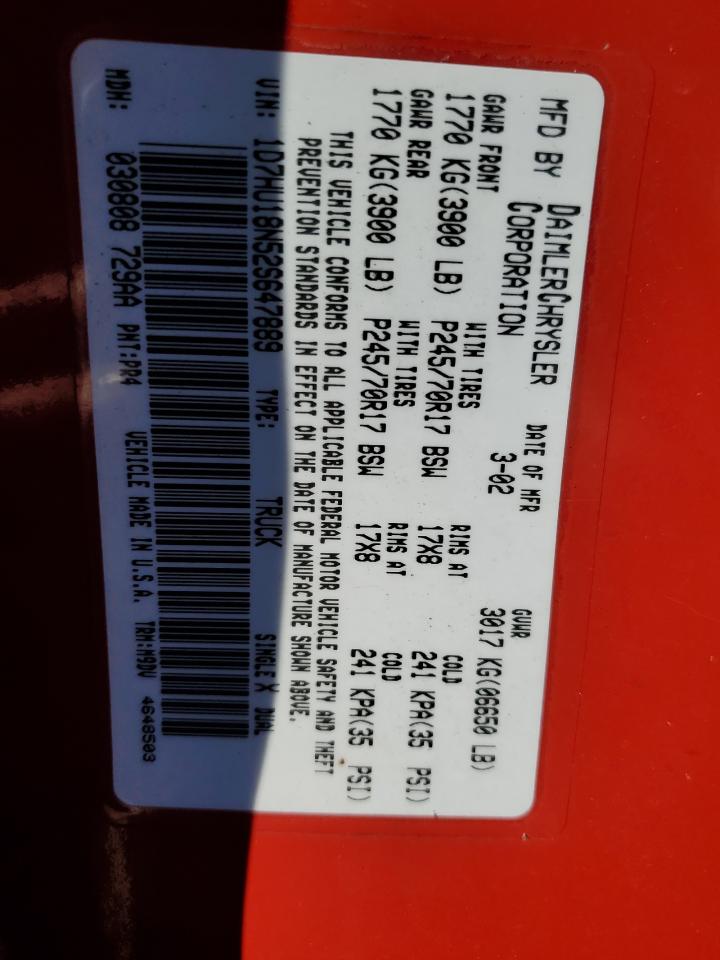 MFD BY DAIMLERCHRYSLER CORPORATION DATE OF MFR 3-02 GVWR 3017 KG(06650 LB)
GAWR FRONT WITH TIRES RIMS AT COLD
1770 KG(3900 LB) P245/70R17 BSW 17X8 241 KPA(35 PSI)
GAWR REAR WITH TIRES RIMS AT COLD
1770 KG(3900 LB) P245/70R17 BSW 17X8 241 KPA(35 PSI)
THIS VEHICLE CONFORMS TO ALL APPLICABLE FEDERAL MOTOR VEHICLE SAFETY AND THEFT
PREVENTION STANDARDS IN EFFECT ON THE DATE OF MANUFACTURE SHOWN ABOVE.
VIN: 1D7HU18N52S647889 TYPE: TRUCK SINGLE X DUAL
MDH: 030808 729AA PNT:PR4 VEHICLE MADE IN U.S.A. TRM:M9DV 4648503